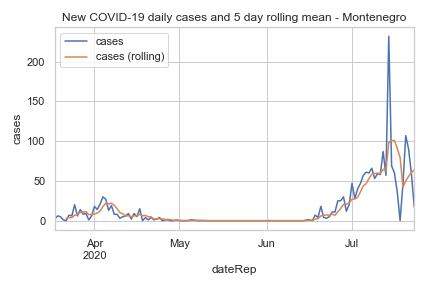 New COVID-19 daily cases and 5 day rolling mean - Montenegro
cases
cases (rolling)
200
150
100
50
0
cases
Apr
2020
May
Jun
Jul
dateRep